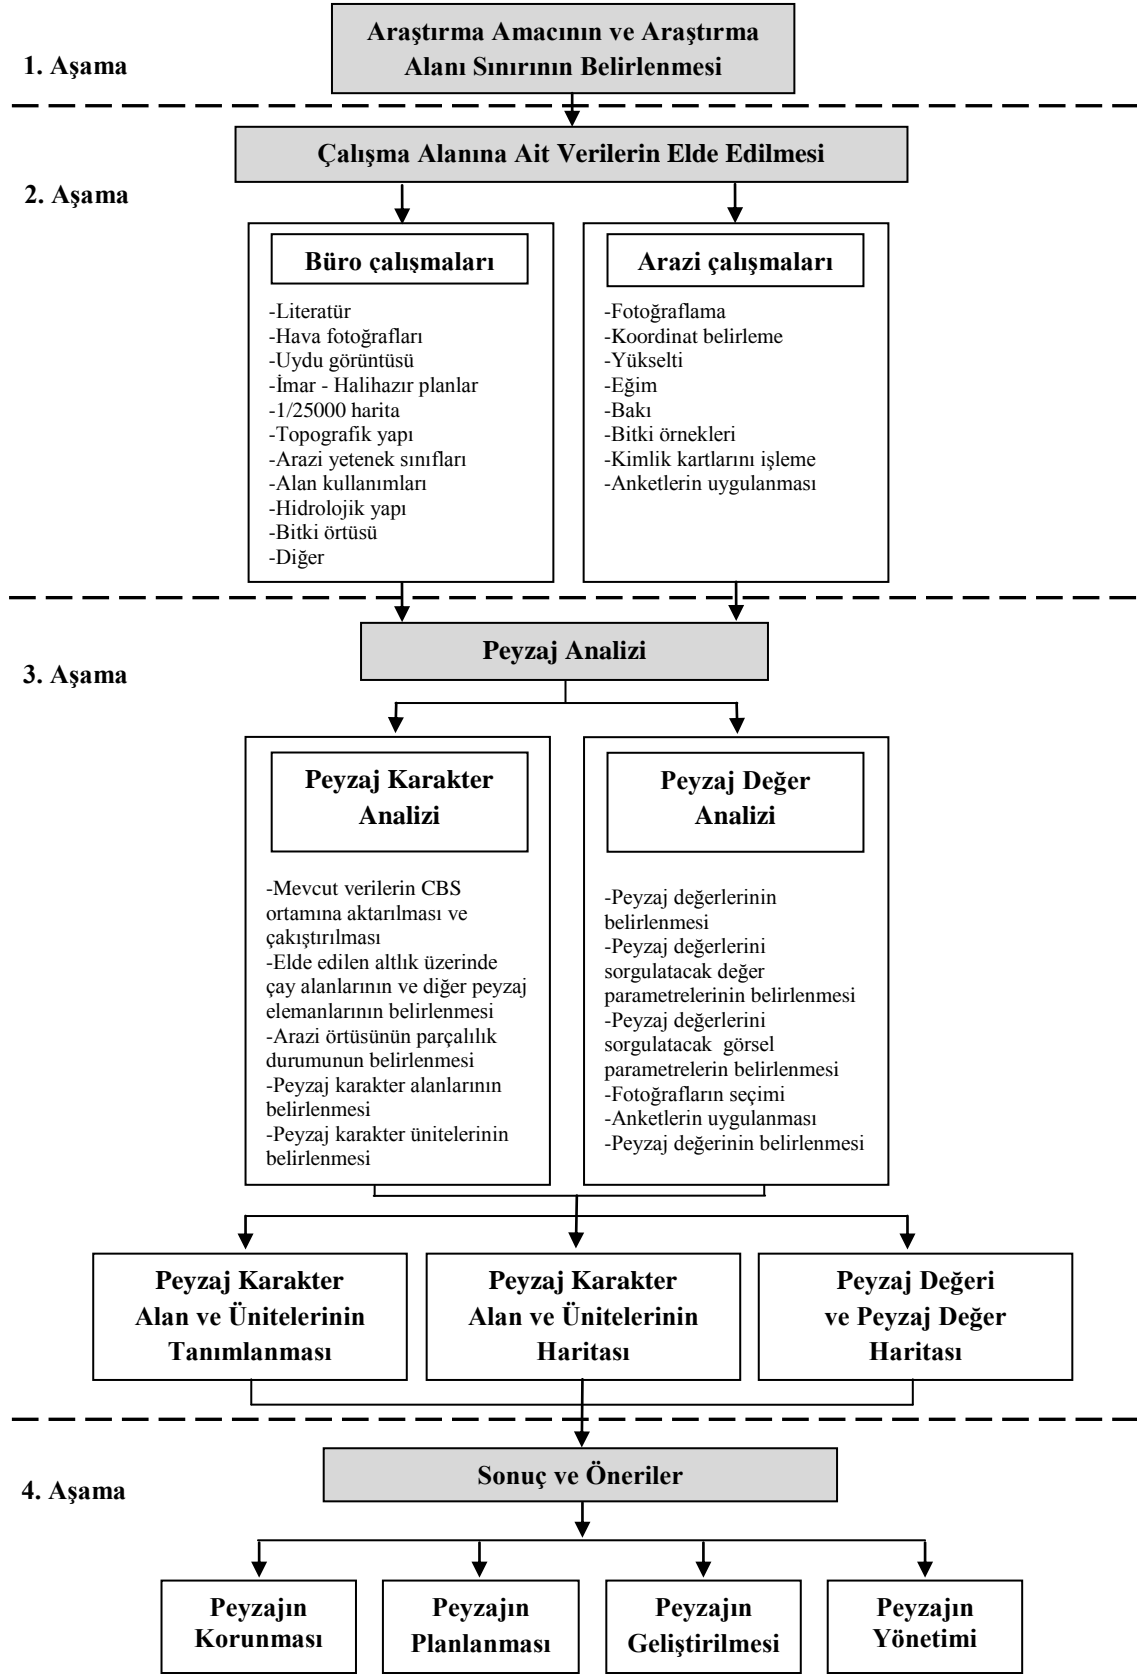 Araştırma Amacının ve Araştırma
Alanı Sınırının Belirlenmesi
1. Aşama
Çalışma Alanına Ait Verilerin Elde Edilmesi
2. Aşama
Büro çalışmaları
-Literatür
-Hava fotoğrafları
-Uydu görüntüsü
-İmar - Halihazır planlar
-1/25000 harita
-Topografik yapı
-Arazi yetenek sınıfları
-Alan kullanımları
-Hidrolojik yapı
-Bitki örtüsü
-Diğer
Arazi çalışmaları
-Fotoğraflama
-Koordinat belirleme
-Yükselti
-Eğim
-Bakı
-Bitki örnekleri
-Kimlik kartlarını işleme
-Anketlerin uygulanması
Peyzaj Analizi
3. Aşama
Peyzaj Karakter
Analizi
-Mevcut verilerin CBS
ortamına aktarılması ve
çakıştırılması
-Elde edilen altlık üzerinde
çay alanlarının ve diğer peyzaj
elemanlarının belirlenmesi
-Arazi örtüsünün parçalılık
durumunun belirlenmesi
-Peyzaj karakter alanlarının
belirlenmesi
-Peyzaj karakter ünitelerinin
belirlenmesi
Peyzaj Değer
Analizi
-Peyzaj değerlerinin
belirlenmesi
-Peyzaj değerlerini
sorgulatacak değer
parametrelerinin belirlenmesi
-Peyzaj değerlerini
sorgulatacak görsel
parametrelerin belirlenmesi
-Fotoğrafların seçimi
-Anketlerin uygulanması
-Peyzaj değerinin belirlenmesi
Peyzaj Karakter
Alan ve Ünitelerinin
Tanımlanması
Peyzaj Karakter
Alan ve Ünitelerinin
Haritası
Peyzaj Değeri
ve Peyzaj Değer
Haritası
Sonuç ve Öneriler
4. Aşama
Peyzajın
Korunması
Peyzajın
Planlanması
Peyzajın
Geliştirilmesi
Peyzajın
Yönetimi